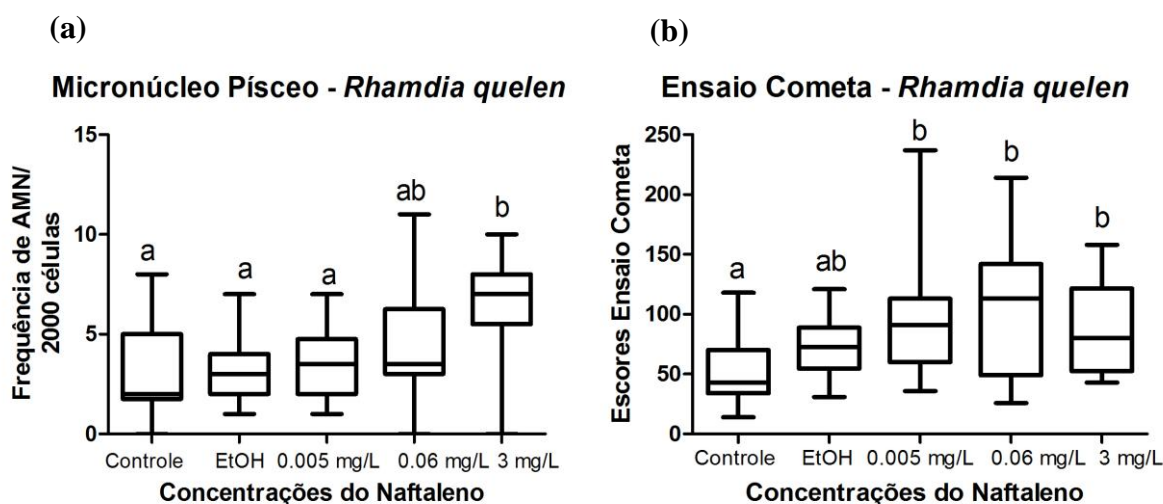 (a)
Micronúcleo Písceo - Rhamdia quelen
Frequência de AMN/
2000 células
15
10
5
0
a
a
a
ab
b
Controle
EtOH
0.005 mg/L
0.06 mg/L
3 mg/L
Concentrações do Naftaleno
(b)
Ensaio Cometa - Rhamdia quelen
Escores Ensaio Cometa
250
200
150
100
50
0
a
ab
b
b
b
Controle
EtOH
0.005 mg/L
0.06 mg/L
3 mg/L
Concentrações do Naftaleno